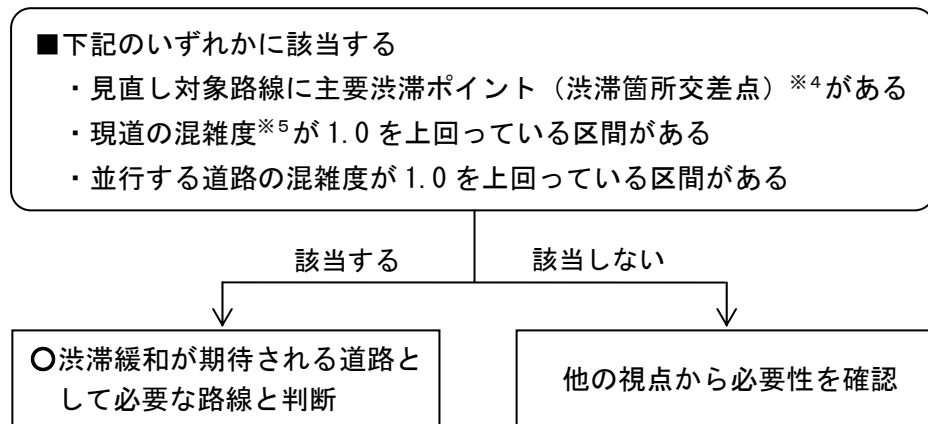 ■下記のいずれかに該当する
・見直し対象路線に主要渋滞ポイント（渋滞箇所交差点）※4がある
・現道の混雑度※5が1.0を上回っている区間がある
・並行する道路の混雑度が1.0を上回っている区間がある
該当する
該当しない
○渋滞緩和が期待される道路と
して必要な路線と判断
他の視点から必要性を確認